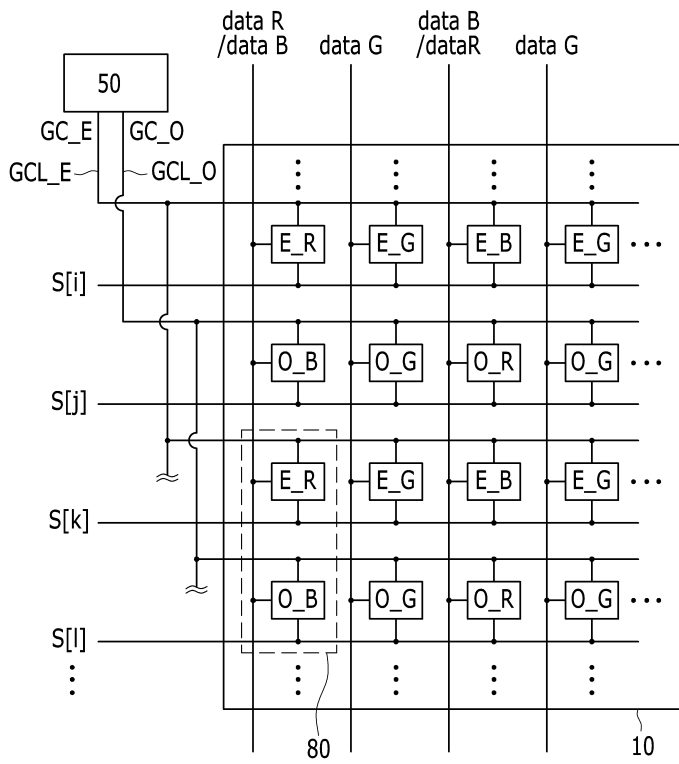 data R
/data B
data G
data B
/dataR
data G
50
GC_E
GC_O
GCL_E
GCL_O
E_R
E_G
E_B
E_G
S[i]
O_B
O_G
O_R
O_G
S[j]
E_R
E_G
E_B
E_G
S[k]
O_B
O_G
O_R
O_G
S[l]
80
10